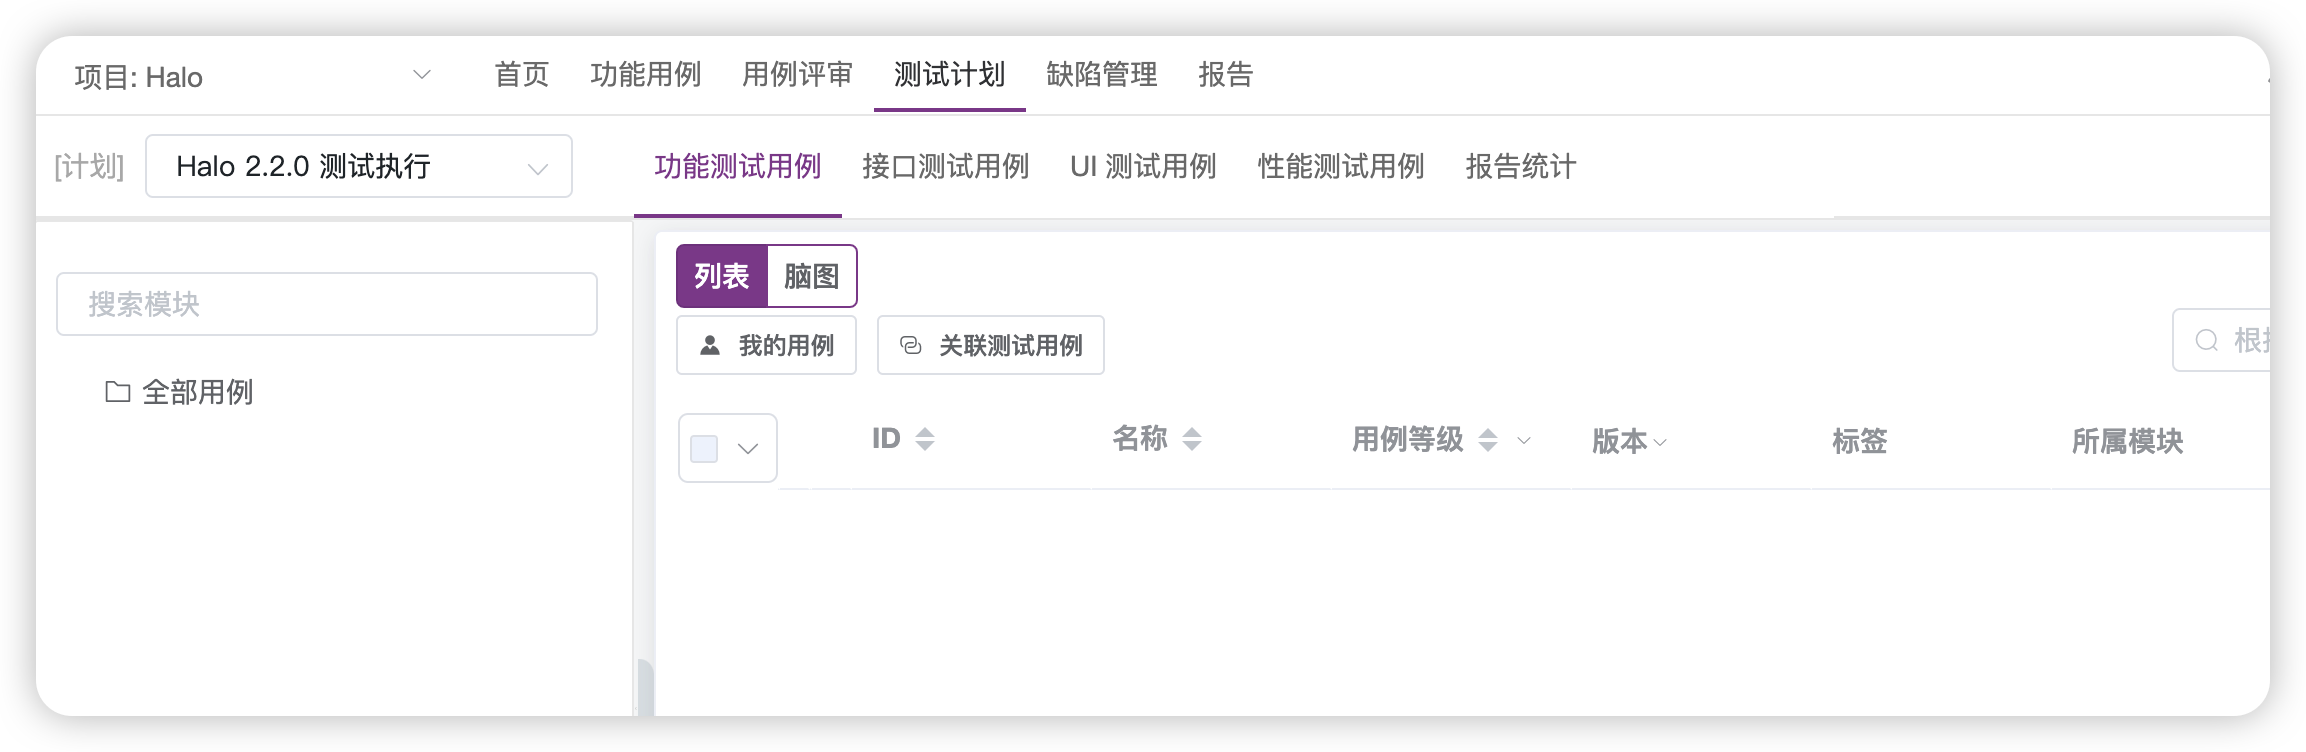 项目: Halo 首页 功能用例 用例评审 测试计划 缺陷管理 报告
[计划] Halo 2.2.0 测试执行 功能测试用例 接口测试用例 UI 测试用例 性能测试用例 报告统计
列表 脑图
搜索模块
我的用例 关联测试用例 根
全部用例
ID 名称 用例等级 版本 标签 所属模块